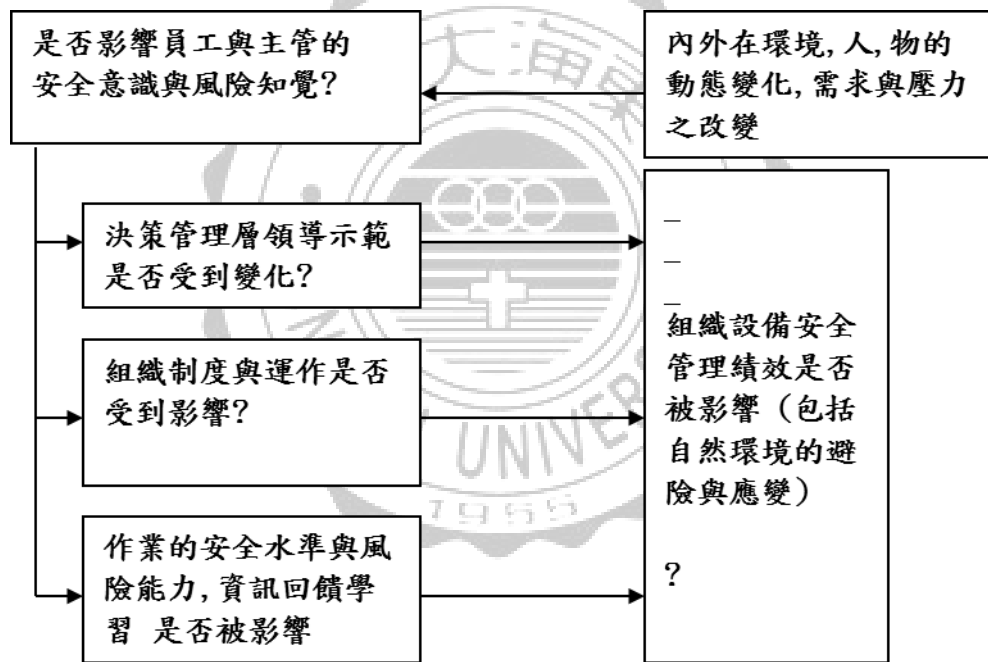 是否影響員工與主管的
安全意識與風險知覺?
內外在環境,人,物的
動態變化,需求與壓力
之改變
決策管理層領導示範
是否受到變化?
組織制度與運作是否
受到影響?
作業的安全水準與風
險能力,資訊回饋學
習 是否被影響
_
_
_
組織設備安全
管理績效是否
被影響（包括
自然環境的避
險與應變）
?
大
海
東
UNIVERS
1955